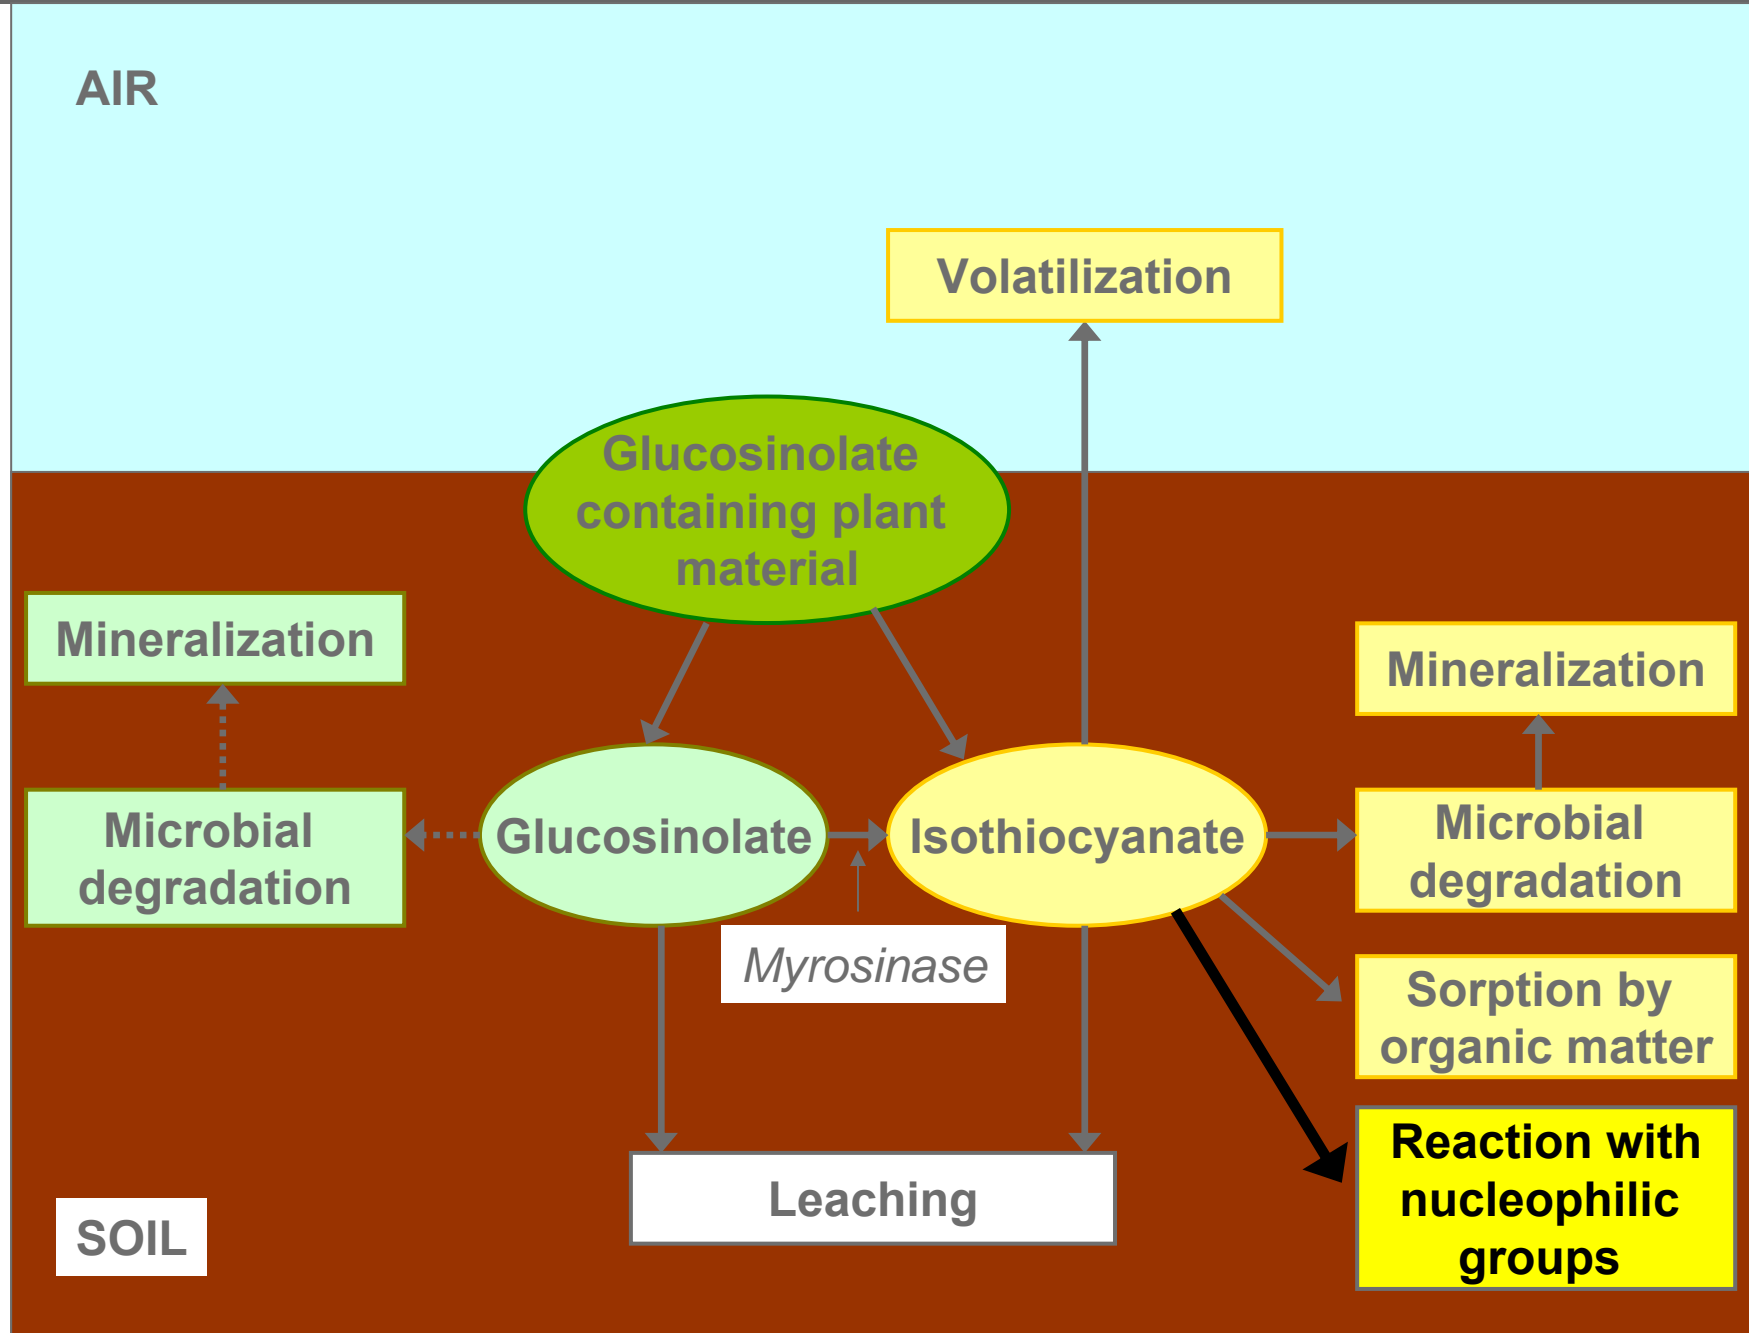 AIR
Volatilization
Glucosinolate
containing plant
material
Mineralization
Mineralization
Microbial
degradation
Glucosinolate
Isothiocyanate
Microbial
degradation
Myrosinase
Sorption by
organic matter
Leaching
Reaction with
nucleophilic
groups
SOIL